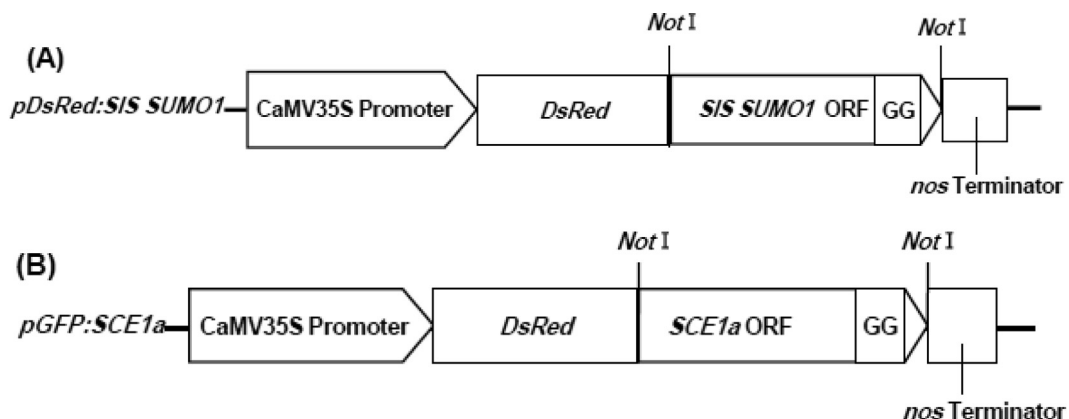 (A)
Not I
Not I
pDsRed:SlS SUMO1
CaMV35S Promoter
DsRed
SlS SUMO1 ORF
GG
nos Terminator
(B)
Not I
Not I
pGFP:SCE1a
CaMV35S Promoter
DsRed
SCE1a ORF
GG
nos Terminator